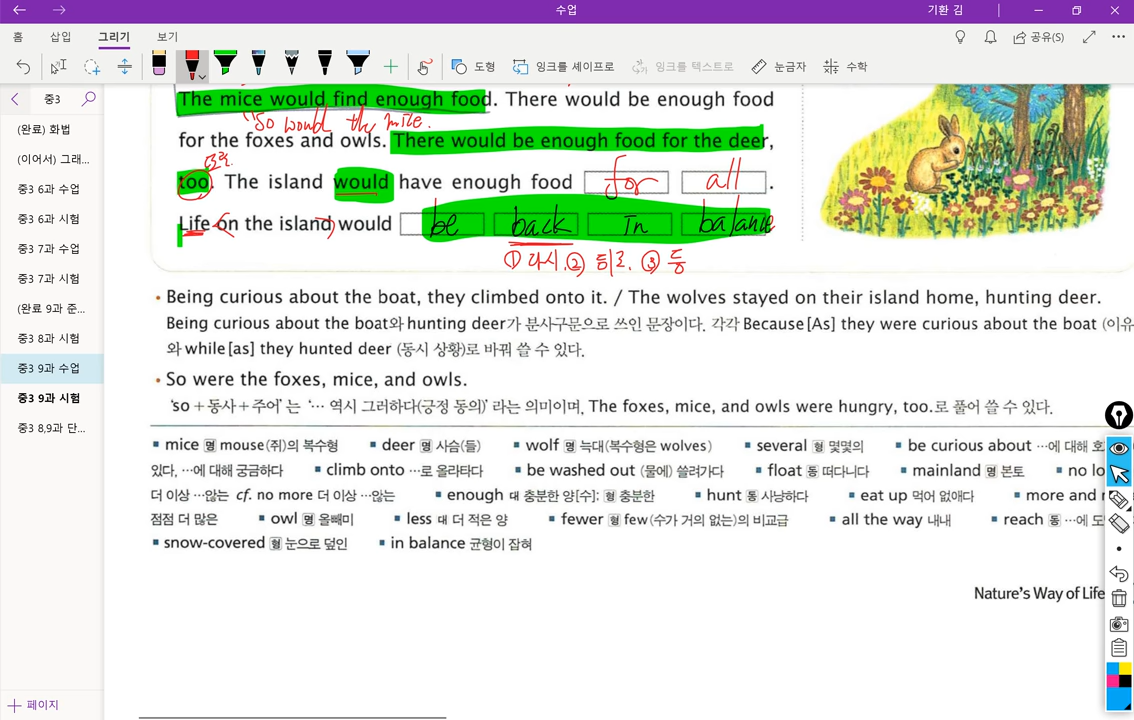 수업
기환 김
홈 삽입 그리기 보기
공유(S)
도형 잉크를 셰이프로 잉크를 텍스트로 눈금자 수학
중3
(완료) 화법
(이어서) 그래...
중3 6과 수업
중3 6과 시험
중3 7과 수업
중3 7과 시험
(완료 9과 준...
중3 8과 시험
중3 9과 수업
중3 9과 시험
중3 8,9과 단...
페이지
The mice would find enough food. There would be enough food
"So would the mice.
for the foxes and owls. There would be enough food for the deer,
too. The island would have enough food for all.
Life on the island would be back in balance
① 다시. ② 뒤로. ③ 등
• Being curious about the boat, they climbed onto it. / The wolves stayed on their island home, hunting deer.
Being curious about the boat와 hunting deer가 분사구문으로 쓰인 문장이다. 각각 Because[As] they were curious about the boat (이유
와 while[as] they hunted deer (동시 상황)로 바꿔 쓸 수 있다.
• So were the foxes, mice, and owls.
'so+동사+주어'는 '… 역시 그러하다(긍정 동의)' 라는 의미이며, The foxes, mice, and owls were hungry, too.로 풀어 쓸 수 있다.
▪ mice 명 mouse(쥐)의 복수형 ▪ deer 명 사슴(들) ▪ wolf 명 늑대(복수형은 wolves) ▪ several 형 몇몇의 ▪ be curious about …에 대해 호
있다, …에 대해 궁금하다 ▪ climb onto …로 올라타다 ▪ be washed out (물에) 쓸려가다 ▪ float 동 떠다니다 ▪ mainland 명 본토 ▪ no lo
더 이상 …않는 cf. no more 더 이상 …않는 ▪ enough 대 충분한 양[수]; 형 충분한 ▪ hunt 동 사냥하다 ▪ eat up 먹어 없애다 ▪ more and
점점 더 많은 ▪ owl 명 올빼미 ▪ less 대 더 적은 양 ▪ fewer 형 few(수가 거의 없는)의 비교급 ▪ all the way 내내 ▪ reach 동 …에 도
▪ snow-covered 형 눈으로 덮인 ▪ in balance 균형이 잡혀
Nature's Way of Life